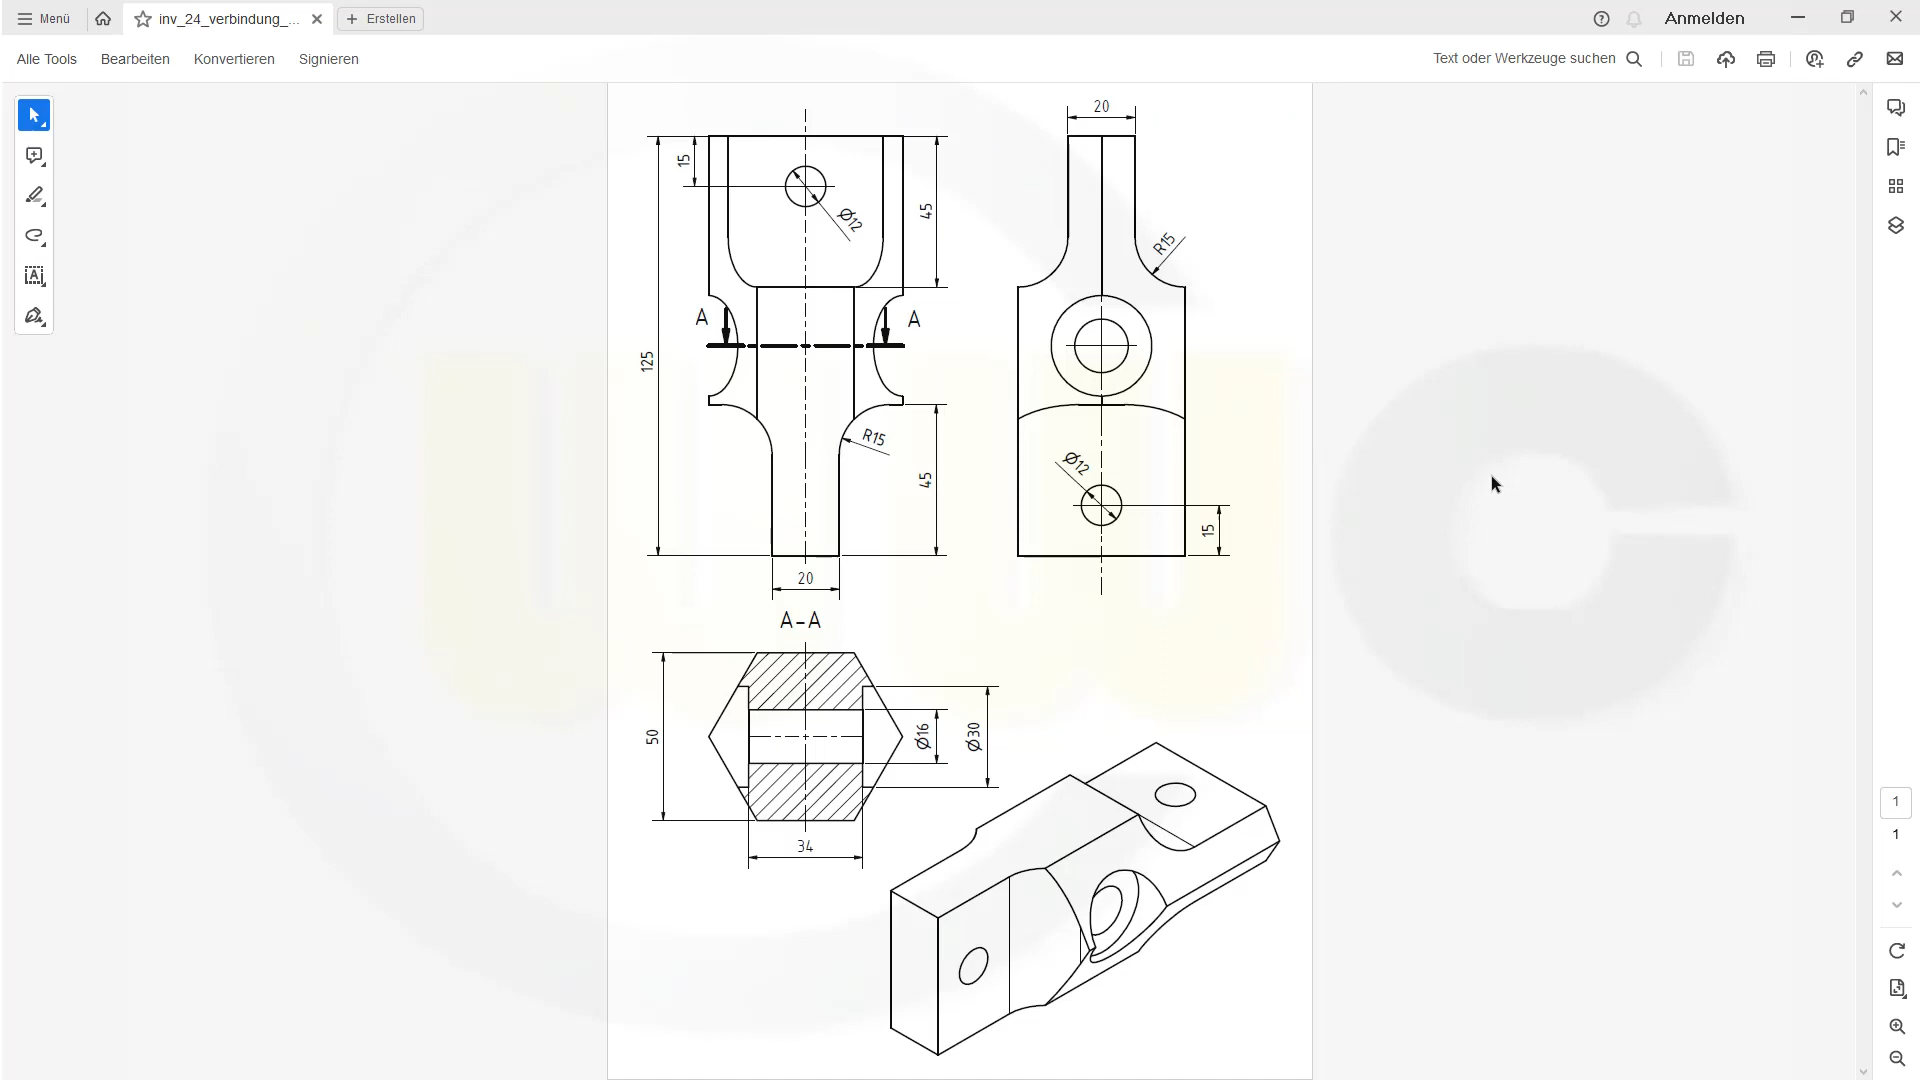 Menü
inv_24_verbindung_...
Erstellen
Anmelden
Alle Tools
Bearbeiten
Konvertieren
Signieren
Text oder Werkzeuge suchen
20
15
Ø12
45
R15
A
A
125
R15
45
Ø12
15
20
A-A
50
Ø16
Ø30
34
1
1